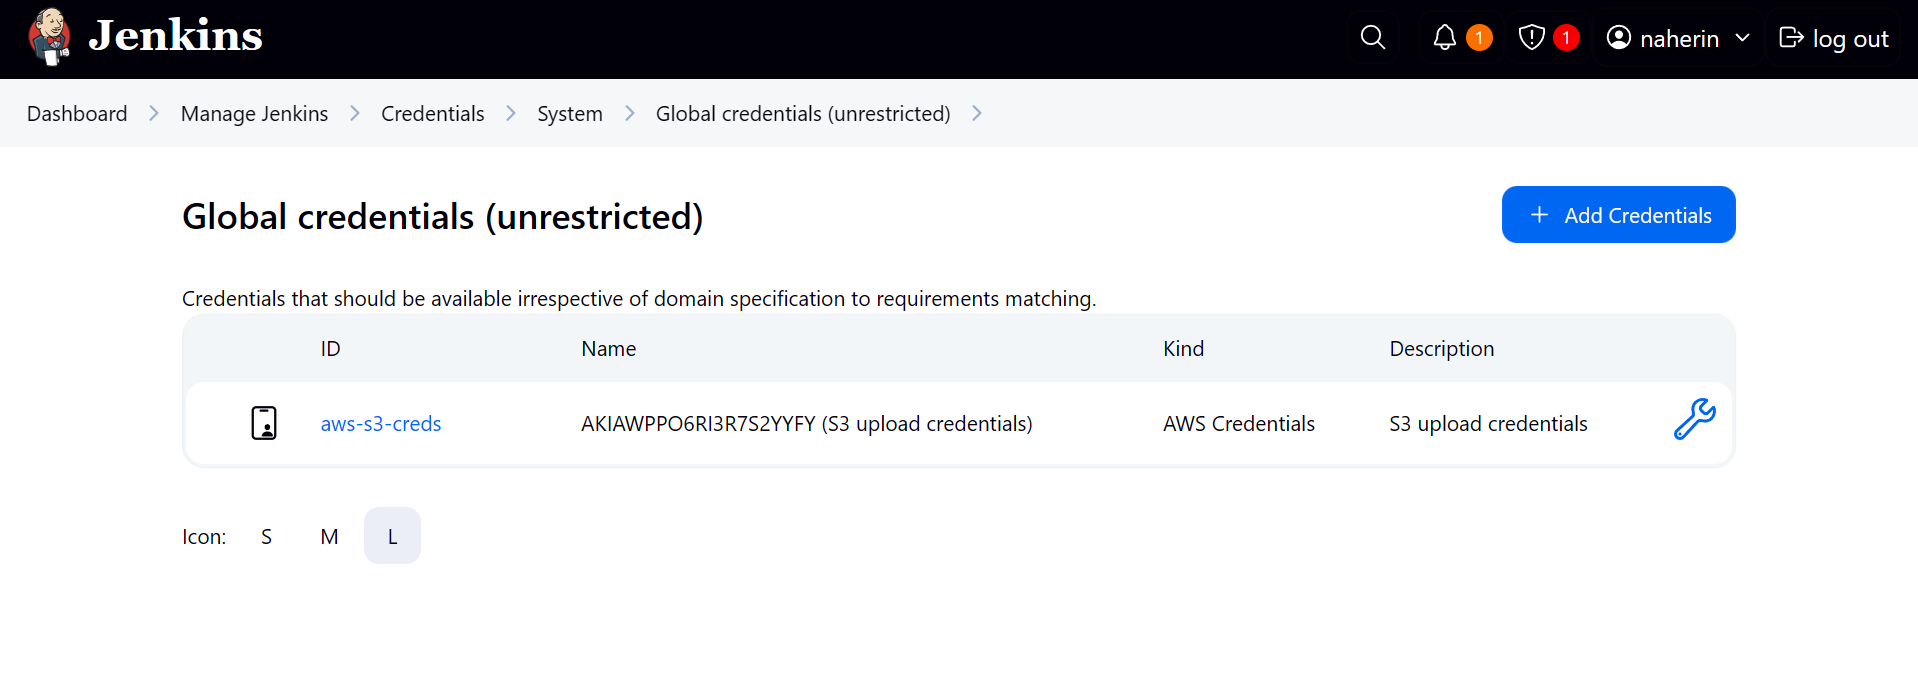 Jenkins 1 1 naherin log out
Dashboard Manage Jenkins Credentials System Global credentials (unrestricted)
Global credentials (unrestricted) + Add Credentials
Credentials that should be available irrespective of domain specification to requirements matching.
ID Name Kind Description
aws-s3-creds AKIAWPPO6RI3R7S2YYFY (S3 upload credentials) AWS Credentials S3 upload credentials
Icon: S M L